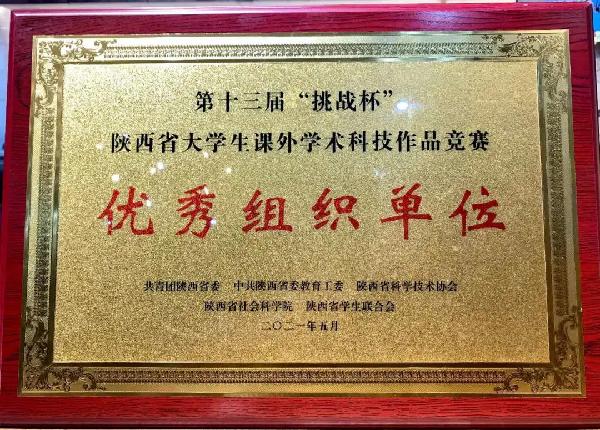 第十三届“挑战杯”
陕西省大学生课外学术科技作品竞赛
优秀组织单位
共青团陕西省委 中共陕西省委教育工委 陕西省科学技术协会
陕西省社会科学院 陕西省学生联合会
二〇二一年五月